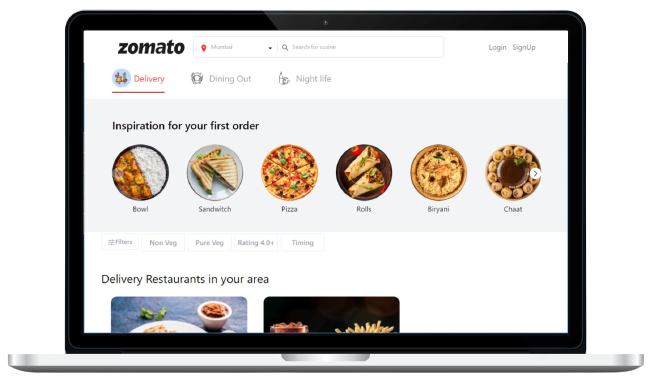 zomato
Mumbai
Search for cusine
Login SignUp
Delivery
Dining Out
Night life
Inspiration for your first order
Bowl
Sandwitch
Pizza
Rolls
Biryani
Chaat
Filters
Non Veg
Pure Veg
Rating 4.0+
Timing
Delivery Restaurants in your area